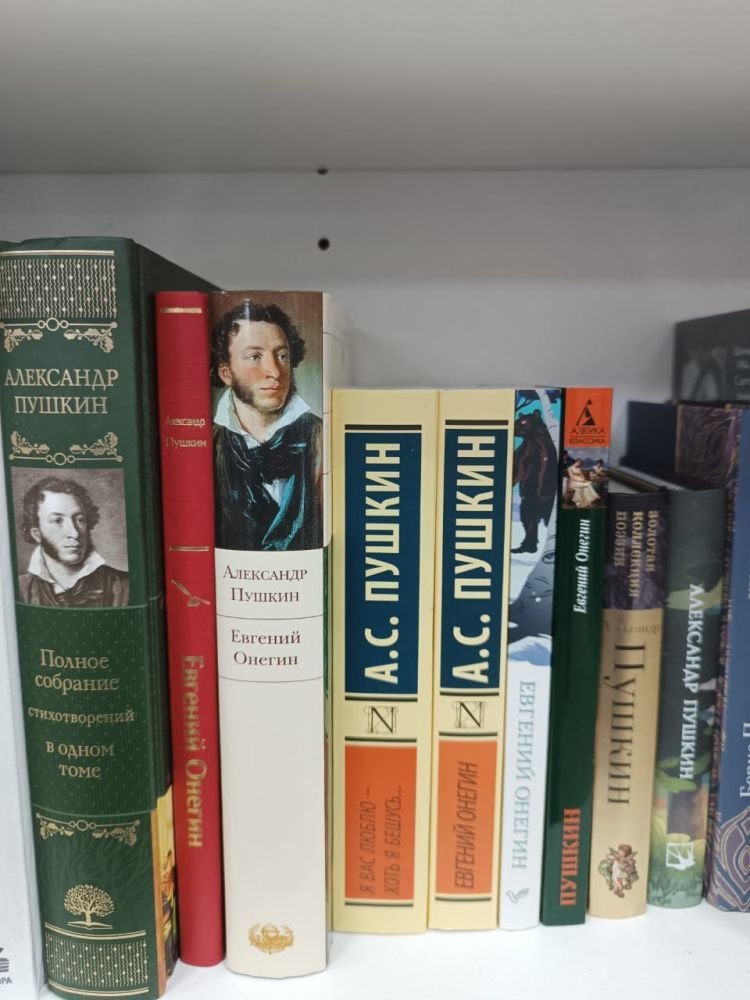 АЛЕКСАНДР
ПУШКИН
Полное
собрание
стихотворений
в одном
томе
Александр
Пушкин
Евгений Онегин
Александр
Пушкин
Евгений
Онегин
А.С. ПУШКИН
Я ВАС ЛЮБЛЮ –
ХОТЬ Я БЕШУСЬ...
А.С. ПУШКИН
ЕВГЕНИЙ ОНЕГИН
ЕВГЕНИЙ ОНЕГИН
АЗБУКА
КЛАССИКА
Евгений Онегин
ПУШКИН
золотая
коллекция
поэзии
Пушкин
АЛЕКСАНДР ПУШКИН